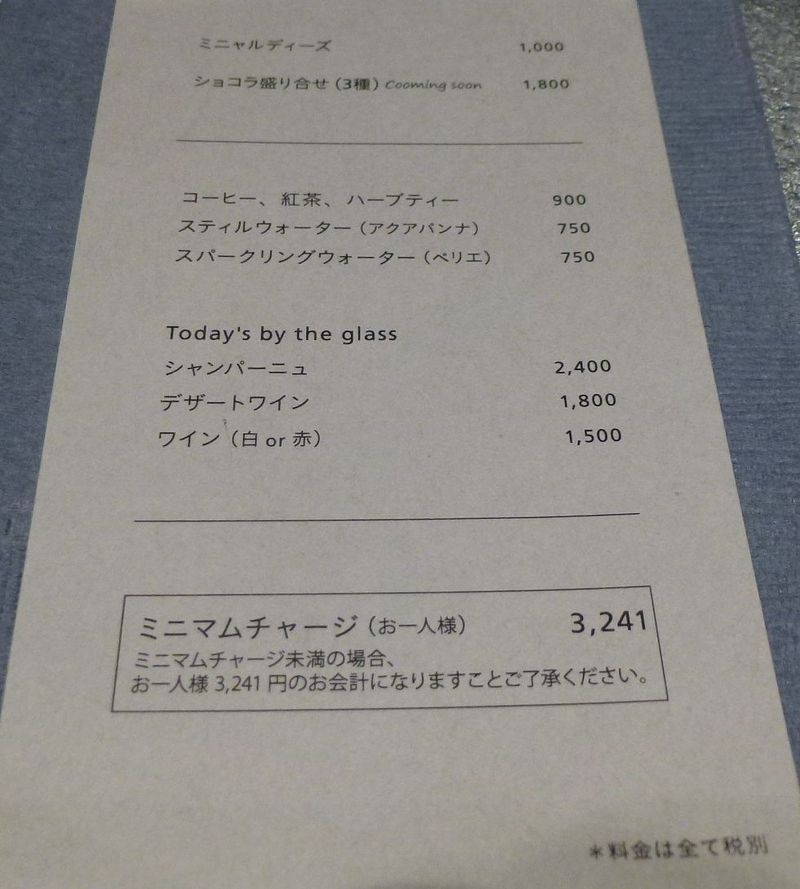 ミニャルディーズ 1,000
ショコラ盛り合せ（3種）Cooming soon 1,800
コーヒー、紅茶、ハーブティー 900
スティルウォーター（アクアパンナ） 750
スパークリングウォーター（ペリエ） 750
Today's by the glass
シャンパーニュ 2,400
デザートワイン 1,800
ワイン（白 or 赤） 1,500
ミニマムチャージ（お一人様） 3,241
ミニマムチャージ未満の場合、
お一人様 3,241 円のお会計になりますことご了承ください。
＊料金は全て税別